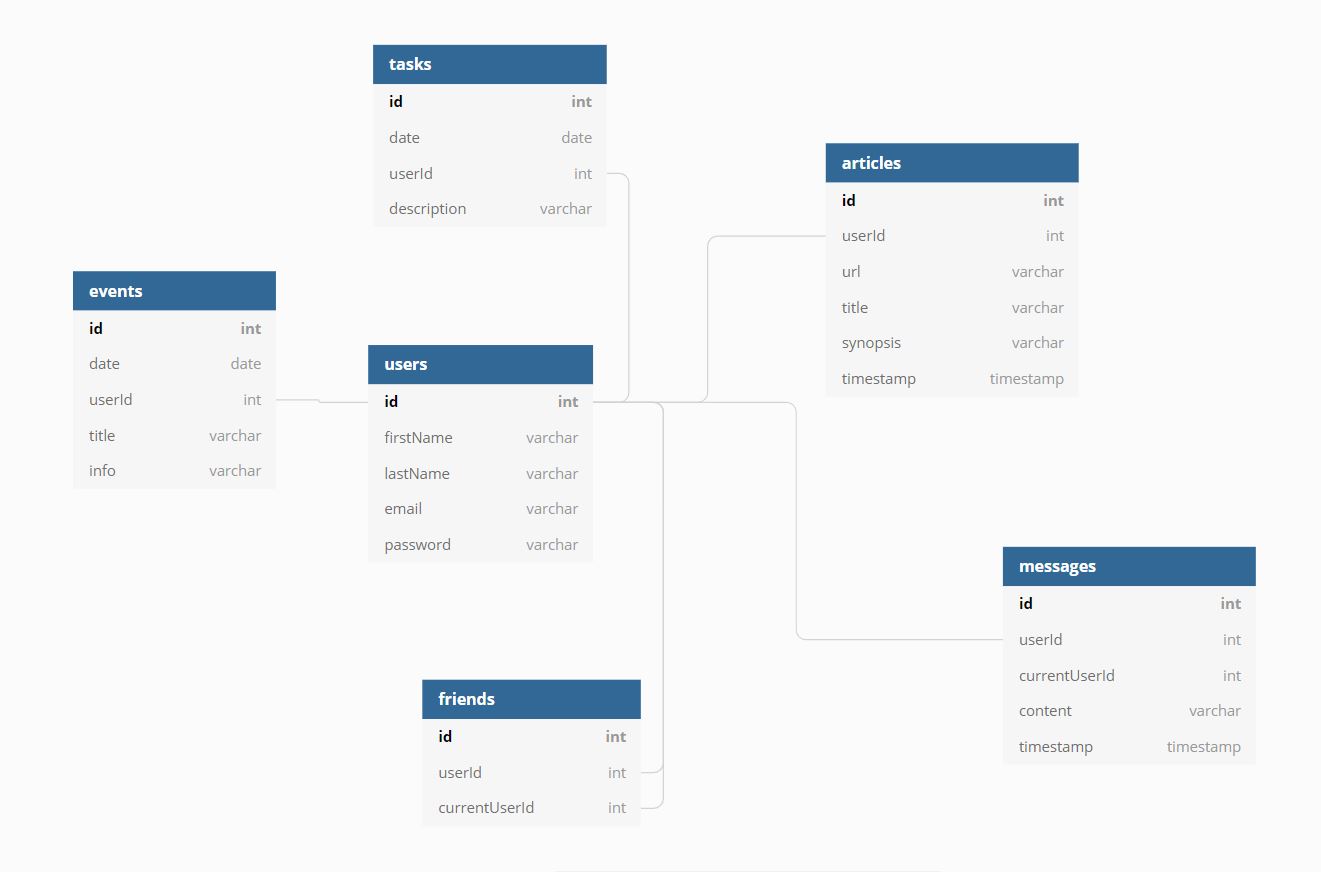 tasks
id int
date date
userId int
description varchar
articles
id int
userId int
url varchar
title varchar
synopsis varchar
timestamp timestamp
events
id int
date date
userId int
title varchar
info varchar
users
id int
firstName varchar
lastName varchar
email varchar
password varchar
messages
id int
userId int
currentUserId int
content varchar
timestamp timestamp
friends
id int
userId int
currentUserId int